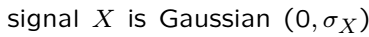 signal X is Gaussian (0, σ_X)